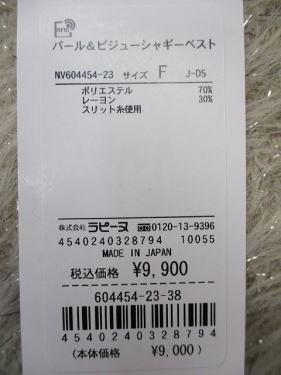 RFID
パール&ビジューシャギーベスト
NV604454-23 サイズ F J-D5
ポリエステル 70%
レーヨン 30%
スリット糸使用
株式会社 ラピーヌ 0120-13-9396
4540240328794 10055
MADE IN JAPAN
税込価格 ¥9,900
604454-23-38
4540240328794
(本体価格 ¥9,000)